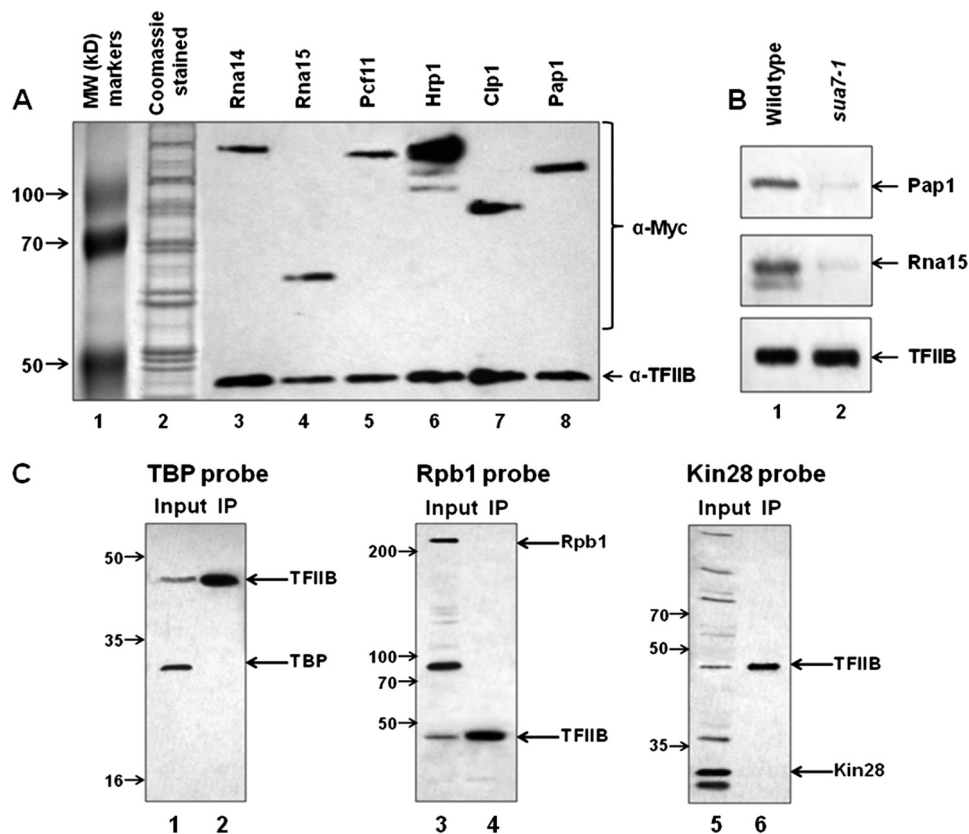 A
MW (kD) markers
Coomassie stained
Rna14
Rna15
Pcf11
Hrp1
Clp1
Pap1
100
70
50
α-Myc
α-TFIIB
1 2 3 4 5 6 7 8
B
Wild type
sua7-1
Pap1
Rna15
TFIIB
1 2
C
TBP probe
Input IP
50
35
16
TFIIB
TBP
1 2
Rpb1 probe
Input IP
200
100
70
50
Rpb1
TFIIB
3 4
Kin28 probe
Input IP
70
50
35
TFIIB
Kin28
5 6